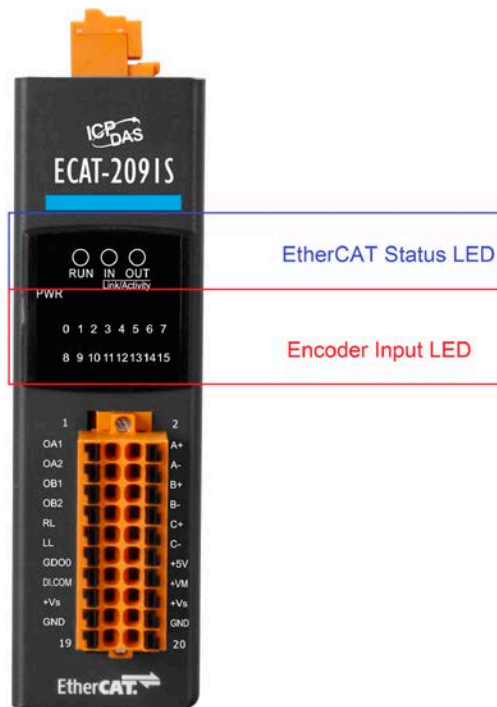 ICP DAS
ECAT-2091S
EtherCAT Status LED
RUN IN OUT
Link/Activity
PWR
0 1 2 3 4 5 6 7
Encoder Input LED
8 9 10 11 12 13 14 15
1 2
OA1 A+
OA2 A-
OB1 B+
OB2 B-
RL C+
LL C-
GDO0 +5V
DI.COM +VM
+Vs +Vs
GND GND
19 20
EtherCAT.